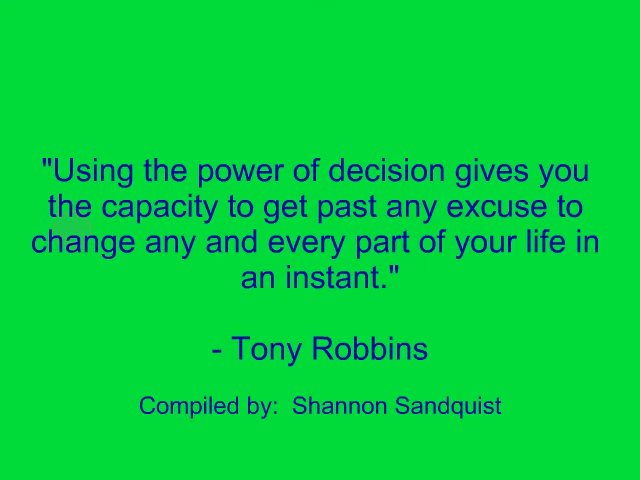 "Using the power of decision gives you
the capacity to get past any excuse to
change any and every part of your life in
an instant."
- Tony Robbins
Compiled by:  Shannon Sandquist